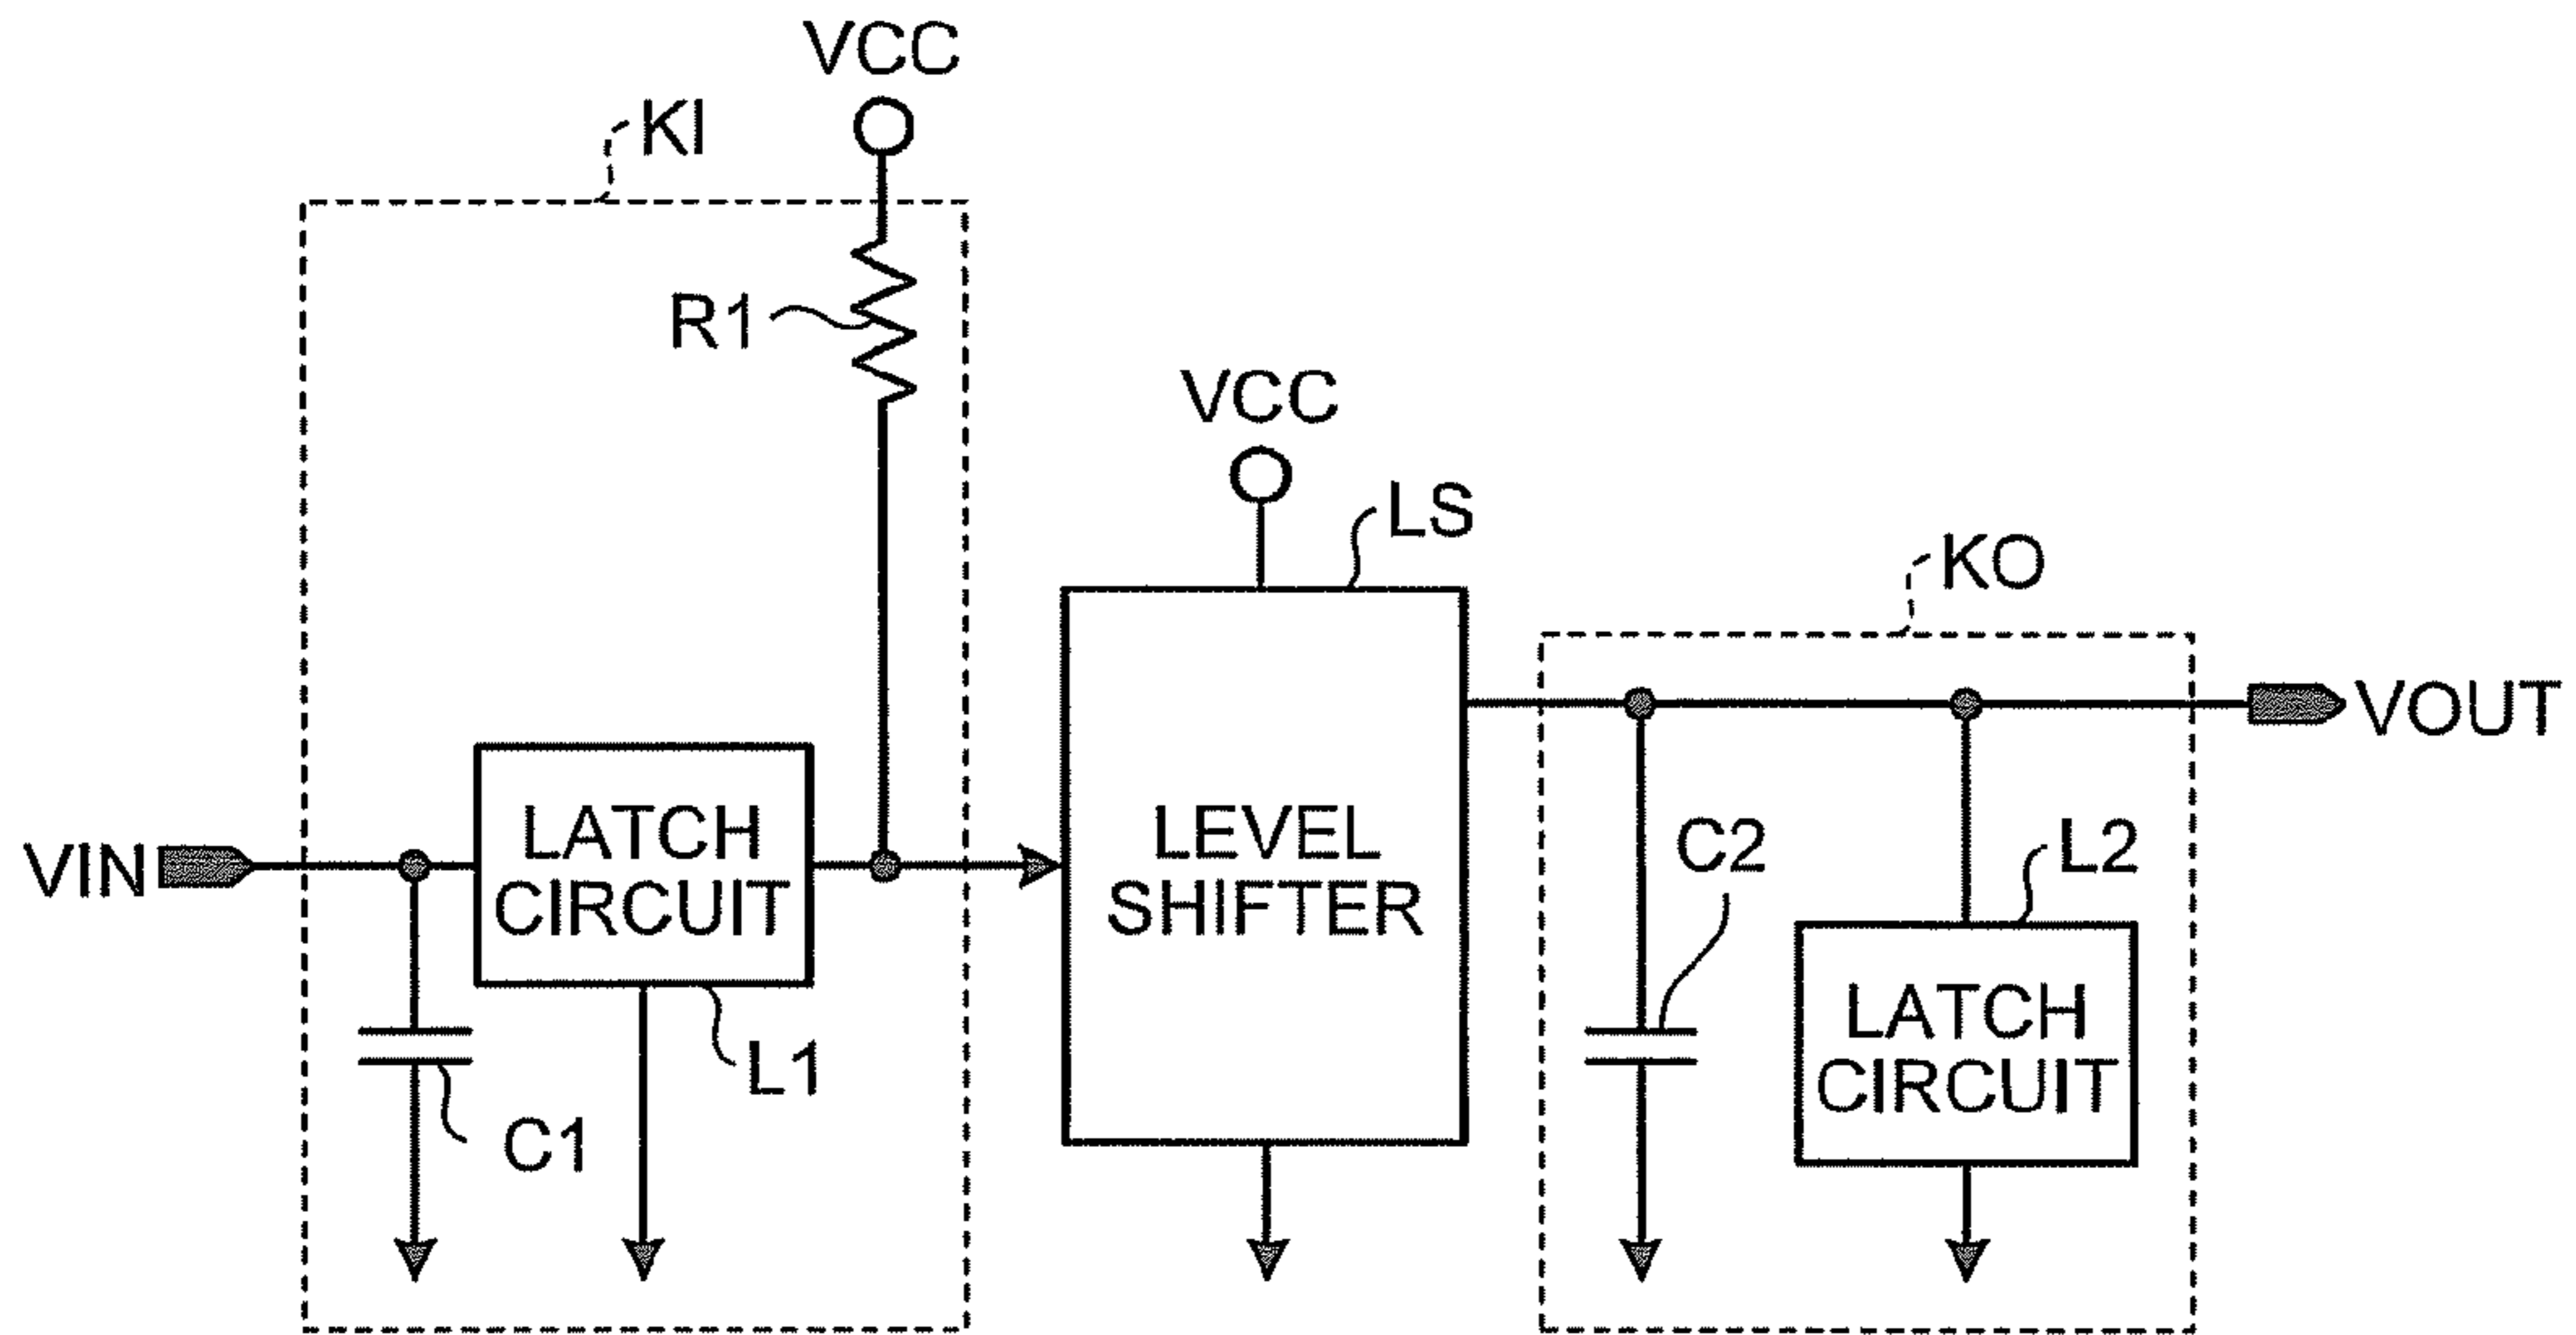 VCC
KI
R1
VCC
LS
KO
VOUT
VIN
LATCH
CIRCUIT
LEVEL
SHIFTER
C2
L2
LATCH
CIRCUIT
L1
C1